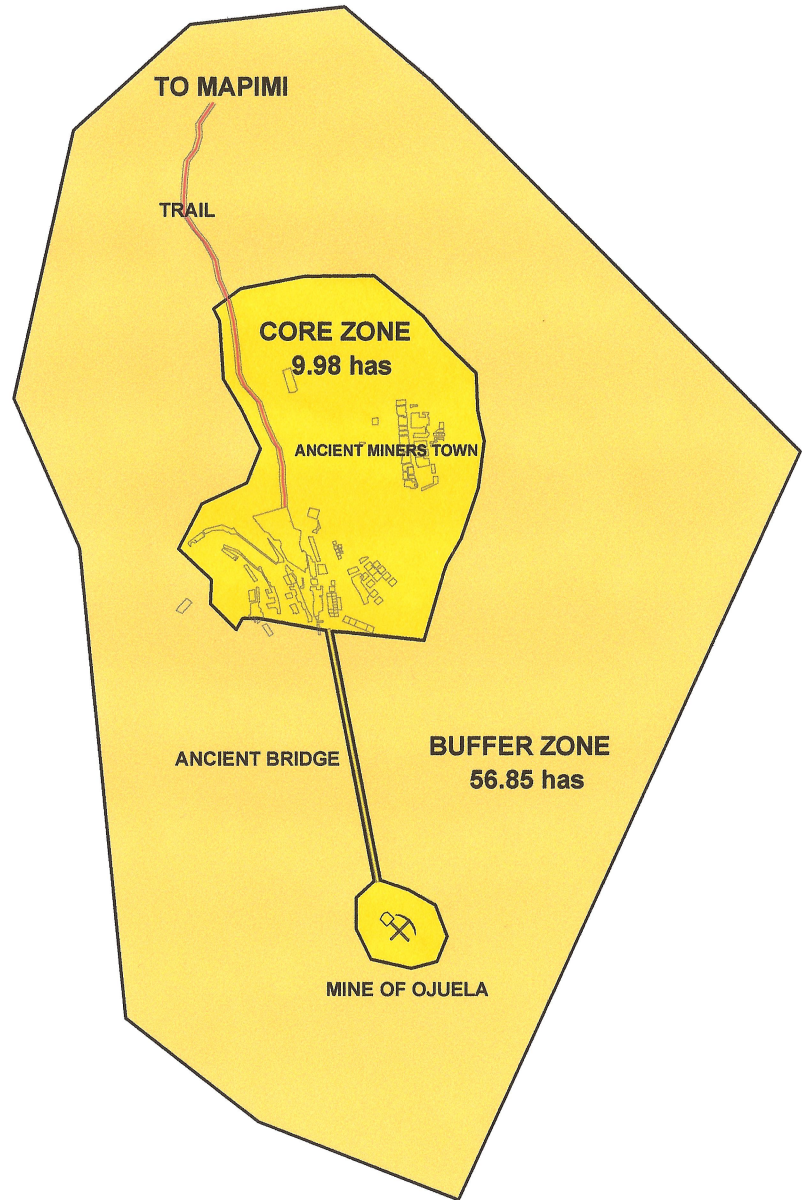 TO MAPIMI
TRAIL
CORE ZONE
9.98 has
ANCIENT MINERS TOWN
ANCIENT BRIDGE
BUFFER ZONE
56.85 has
MINE OF OJUELA